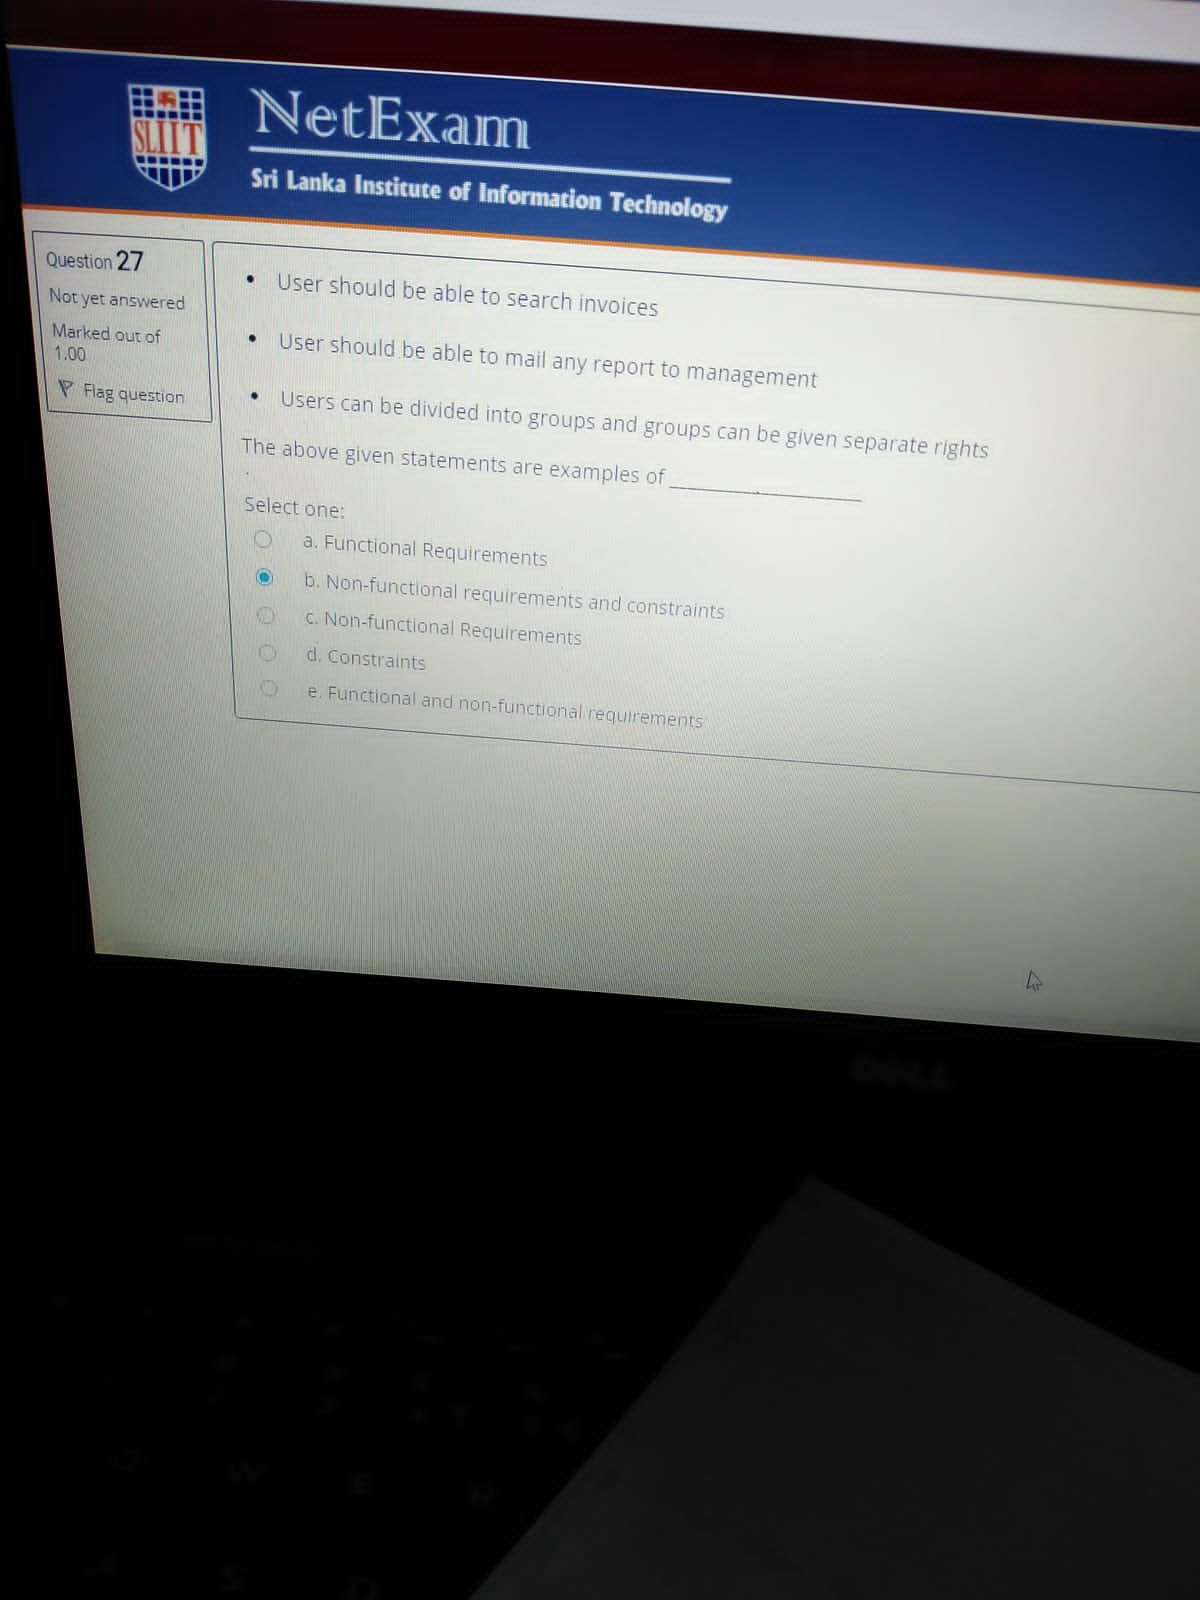 SLIIT
NetExam
Sri Lanka Institute of Information Technology
Question 27
Not yet answered
Marked out of
1.00
Flag question
• User should be able to search invoices
• User should be able to mail any report to management
• Users can be divided into groups and groups can be given separate rights
The above given statements are examples of ______________
.
Select one:
a. Functional Requirements
b. Non-functional requirements and constraints
c. Non-functional Requirements
d. Constraints
e. Functional and non-functional requirements
DELL
W E R